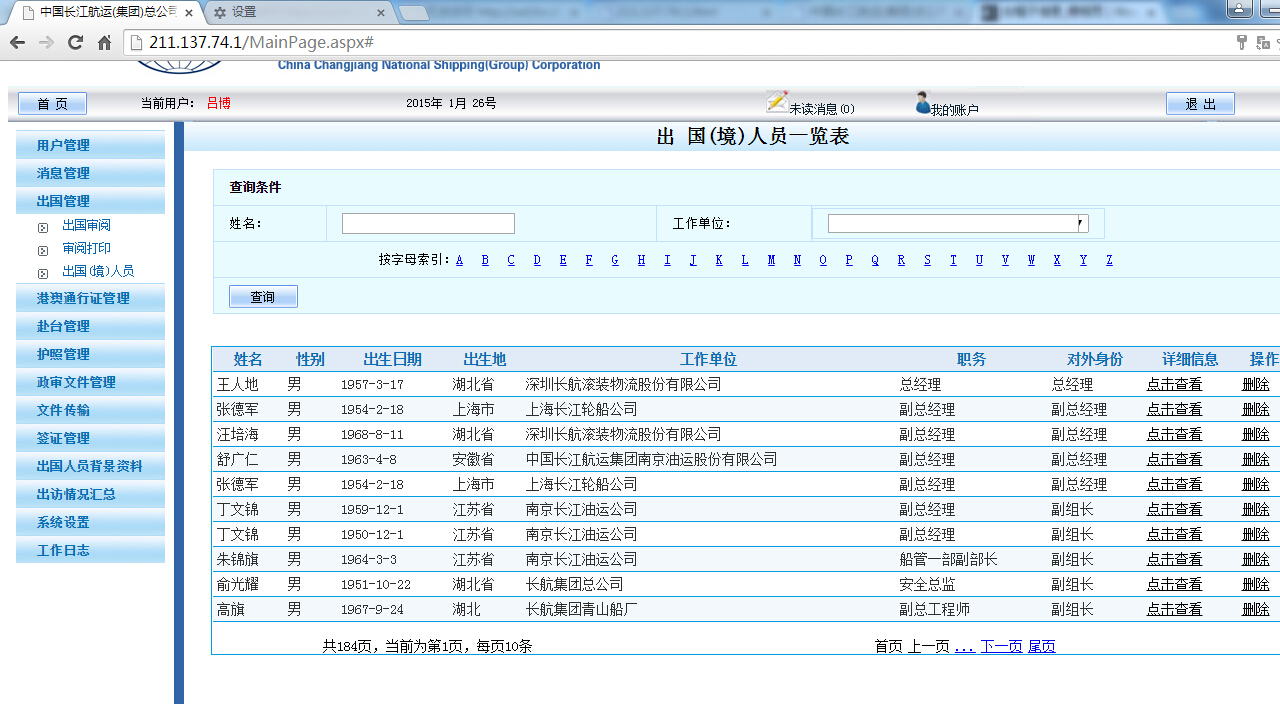 中国长江航运(集团)总公司 设置
211.137.74.1/MainPage.aspx#
China Changjiang National Shipping(Group) Corporation
首 页 当前用户： 吕博 2015年 1月 26号 未读消息(0) 我的账户 退 出
用户管理
消息管理
出国管理
出国审阅
审阅打印
出国(境)人员
港澳通行证管理
赴台管理
护照管理
政审文件管理
文件传输
签证管理
出国人员背景资料
出访情况汇总
系统设置
工作日志
出 国(境)人员一览表
查询条件
姓名： 工作单位：
按字母索引：A B C D E F G H I J K L M N O P Q R S T U V W X Y Z
查询
姓名 性别 出生日期 出生地 工作单位 职务 对外身份 详细信息 操作
王人地 男 1957-3-17 湖北省 深圳长航滚装物流股份有限公司 总经理 总经理 点击查看 删除
张德军 男 1954-2-18 上海市 上海长江轮船公司 副总经理 副总经理 点击查看 删除
汪培海 男 1968-8-11 湖北省 深圳长航滚装物流股份有限公司 副总经理 副总经理 点击查看 删除
舒广仁 男 1963-4-8 安徽省 中国长江航运集团南京油运股份有限公司 副总经理 副总经理 点击查看 删除
张德军 男 1954-2-18 上海市 上海长江轮船公司 副总经理 副总经理 点击查看 删除
丁文锦 男 1959-12-1 江苏省 南京长江油运公司 副总经理 副组长 点击查看 删除
丁文锦 男 1950-12-1 江苏省 南京长江油运公司 副总经理 副组长 点击查看 删除
朱锦旗 男 1964-3-3 江苏省 南京长江油运公司 船管一部副部长 副组长 点击查看 删除
俞光耀 男 1951-10-22 湖北省 长航集团总公司 安全总监 副组长 点击查看 删除
高旗 男 1967-9-24 湖北 长航集团青山船厂 副总工程师 副组长 点击查看 删除
共184页，当前为第1页，每页10条 首页 上一页 ... 下一页 尾页